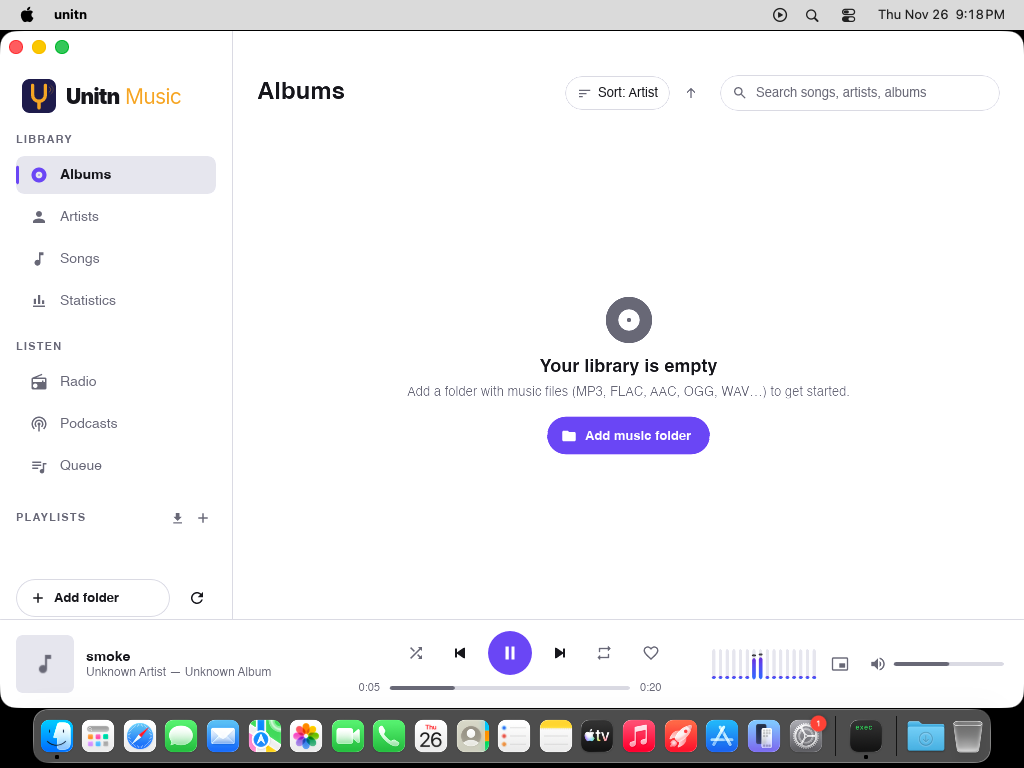 unitn
Thu Nov 26 9:18 PM
Unitn Music
LIBRARY
Albums
Artists
Songs
Statistics
LISTEN
Radio
Podcasts
Queue
PLAYLISTS
Add folder
Albums
Sort: Artist
Search songs, artists, albums
Your library is empty
Add a folder with music files (MP3, FLAC, AAC, OGG, WAV…) to get started.
Add music folder
smoke
Unknown Artist — Unknown Album
0:05
0:20
Thu
26
tv
1
exec